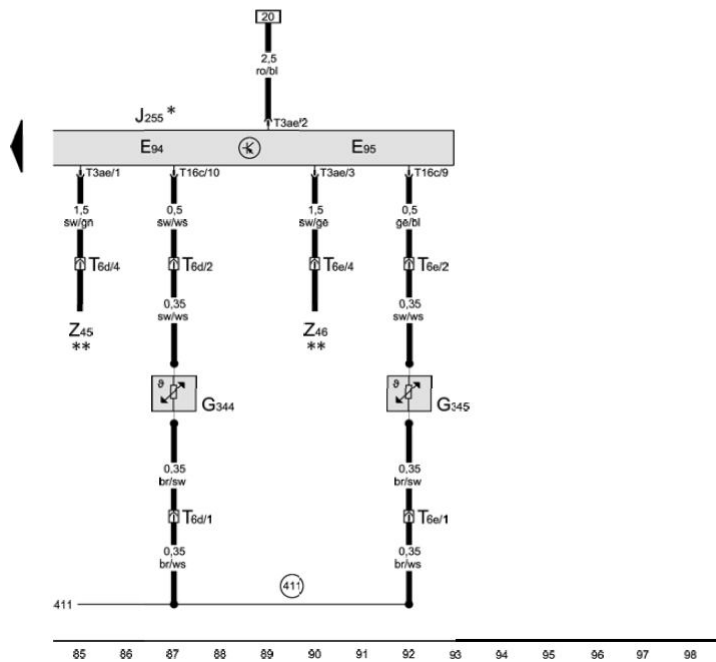 20
2,5
ro/bl
J255 *
T3ae/2
E94
E95
T3ae/1
T16c/10
T3ae/3
T16c/9
1,5
sw/gn
0,5
sw/ws
1,5
sw/ge
0,5
ge/bl
T6d/4
T6d/2
T6e/4
T6e/2
0,35
sw/ws
0,35
sw/ws
Z45
**
Z46
**
ϑ
G344
ϑ
G345
0,35
br/sw
0,35
br/sw
T6d/1
T6e/1
0,35
br/ws
0,35
br/ws
411
411
85 86 87 88 89 90 91 92 93 94 95 96 97 98